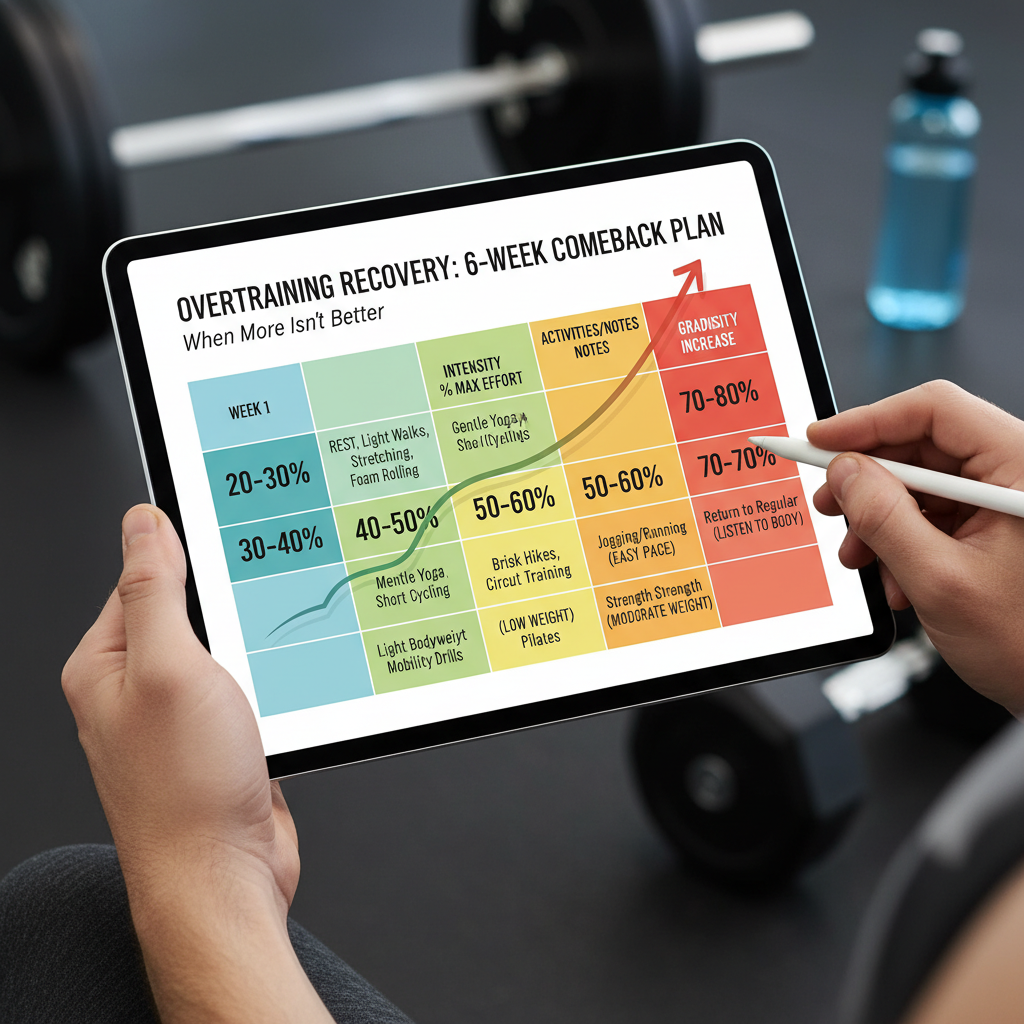 OVERTRAINING RECOVERY: 6-WEEK COMEBACK PLAN
When More Isn't Better
WEEK 1
INTENSITY
% MAX EFFORT
ACTIVITIES/NOTES
NOTES
GRADISITY
INCREASE
20-30%
REST, Light Walks,
Stretching,
Foam Rolling
Gentle Yoga,
70-80%
30-40%
40-50%
50-60%
50-60%
70-70%
Mentle Yoga,
Short Cycling
Brisk Hikes,
Circut Training
Jogging/Running
(EASY PACE)
Return to Regular
(LISTEN TO BODY)
Light Bodyweiyt
Mobility Drills
(LOW WEIGHT)
Pilates
Strength Strength
(MODARATE WEIGHT)